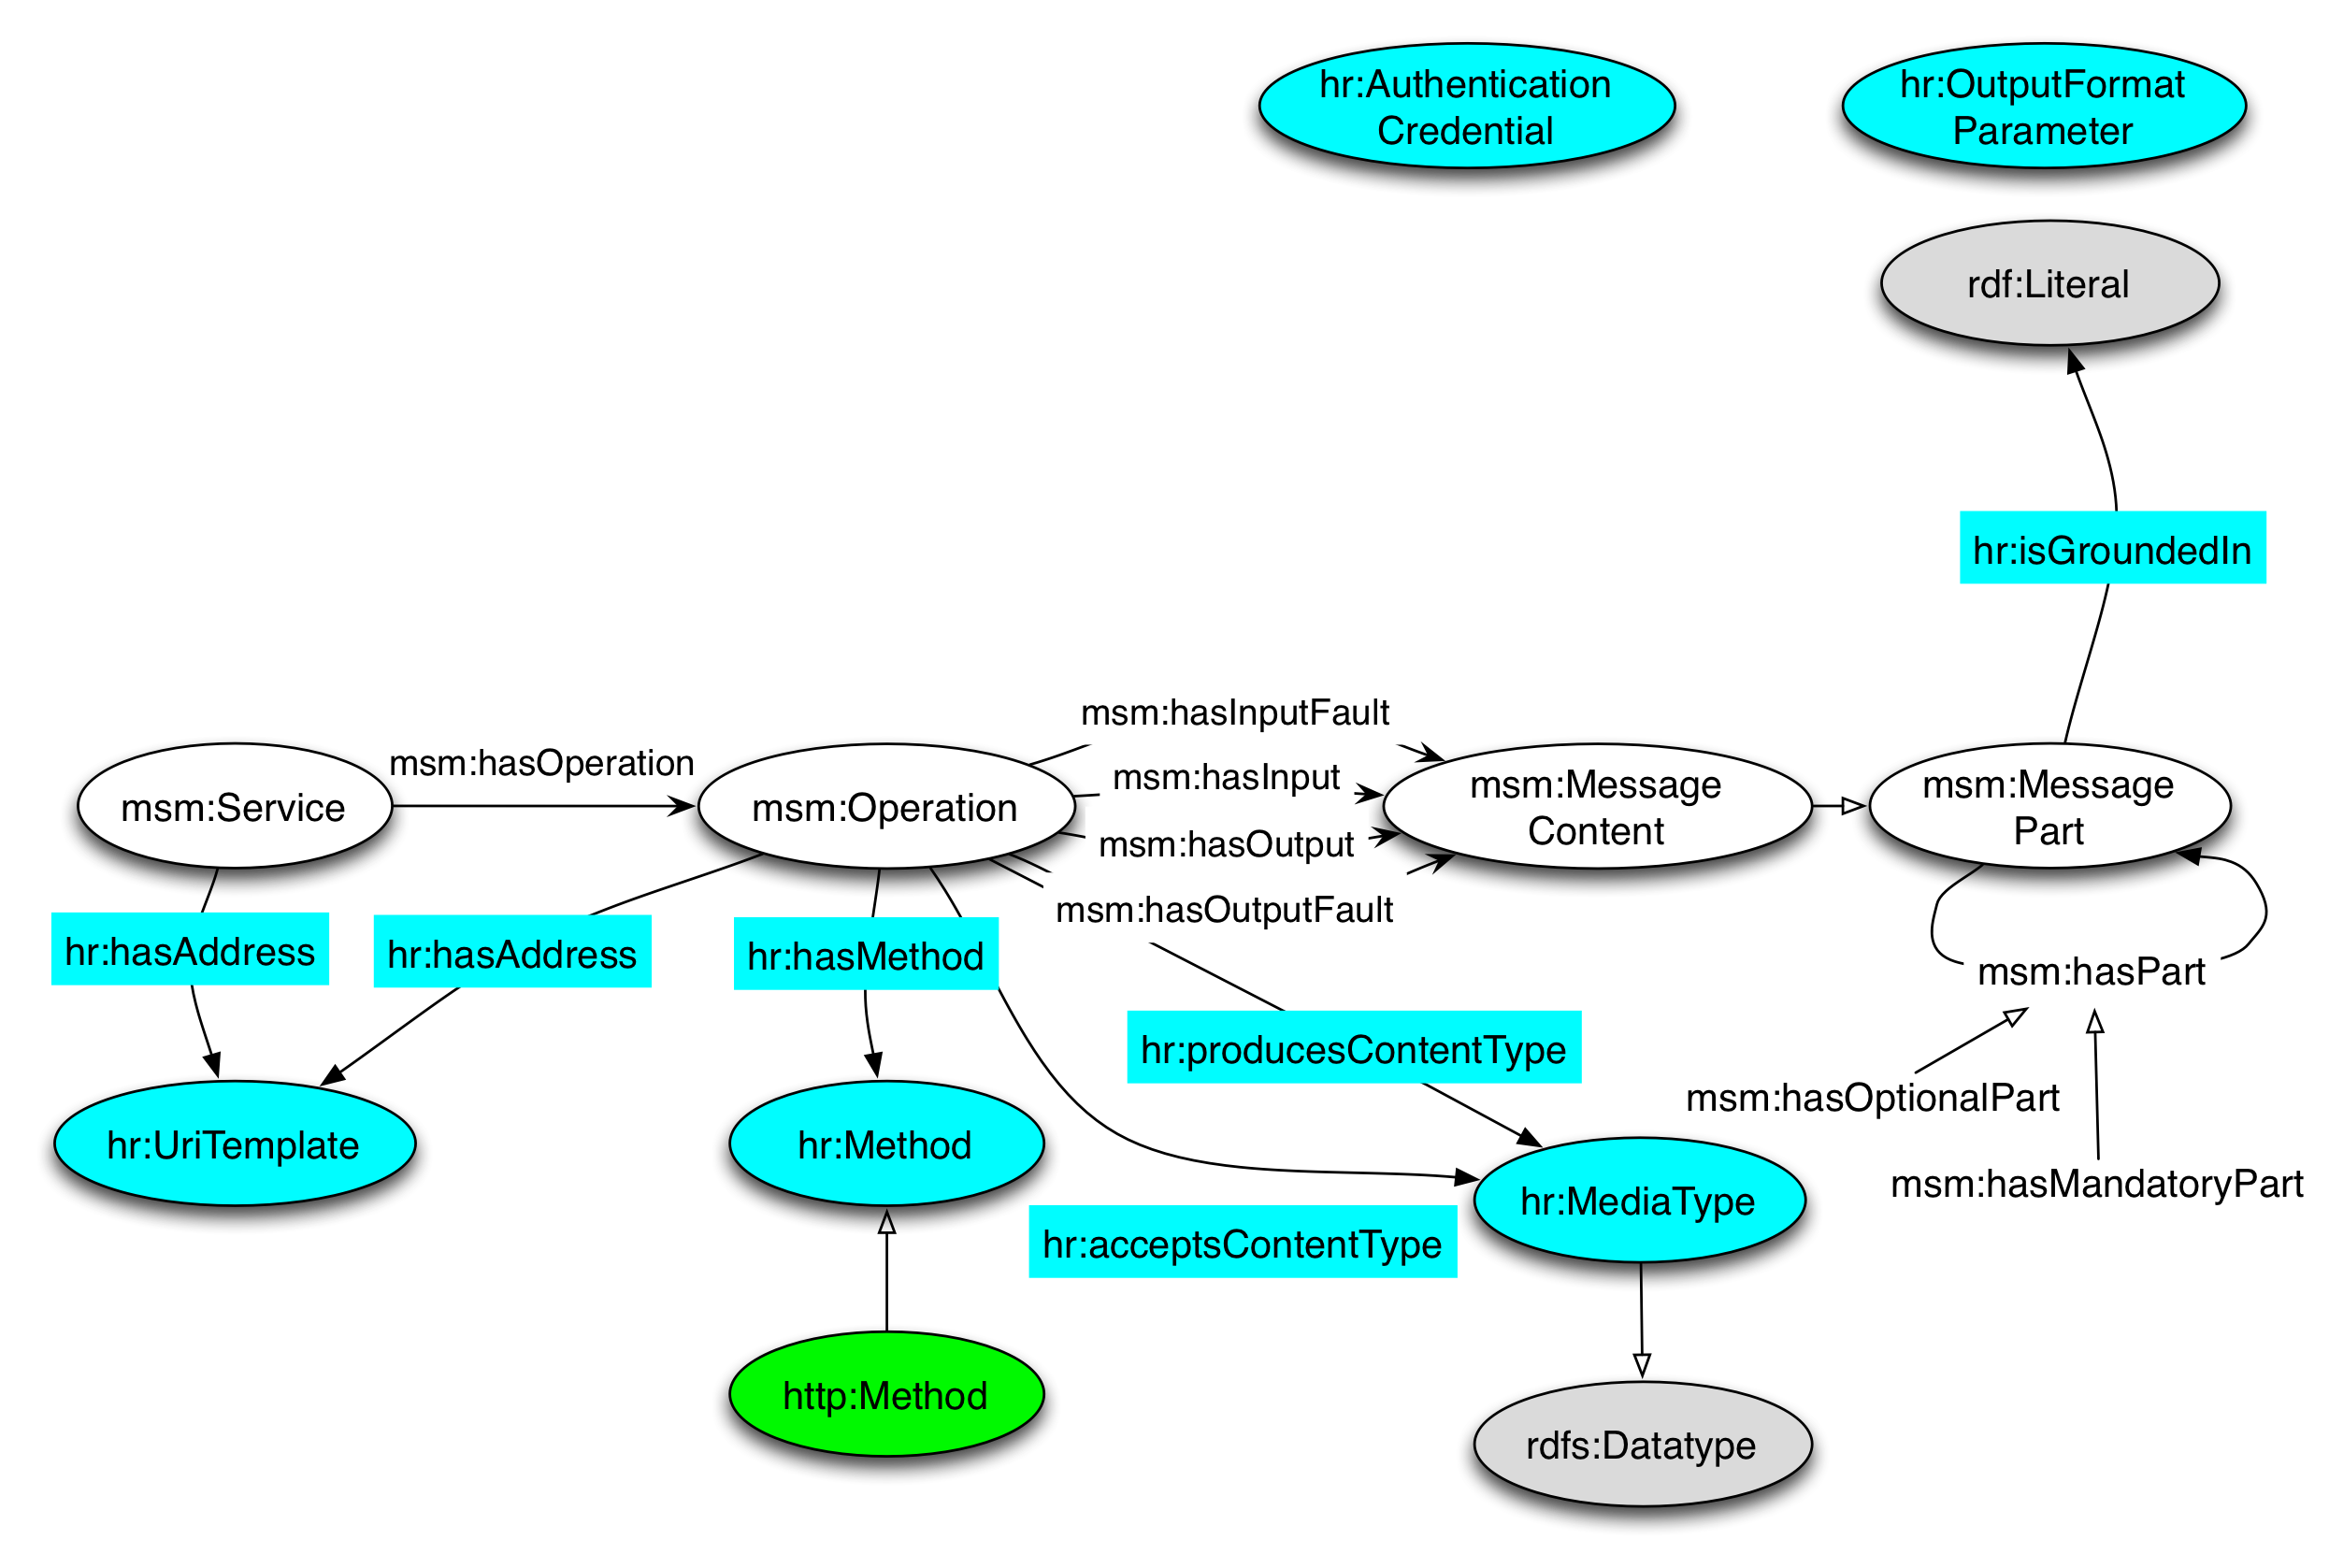 hr:Authentication
Credential
hr:OutputFormat
Parameter
rdf:Literal
hr:isGroundedIn
msm:hasInputFault
msm:hasOperation
msm:hasInput
msm:Service
msm:Operation
msm:Message
Content
msm:Message
Part
msm:hasOutput
msm:hasOutputFault
hr:hasAddress
hr:hasAddress
hr:hasMethod
msm:hasPart
hr:producesContentType
msm:hasOptionalPart
hr:UriTemplate
hr:Method
msm:hasMandatoryPart
hr:MediaType
hr:acceptsContentType
http:Method
rdfs:Datatype